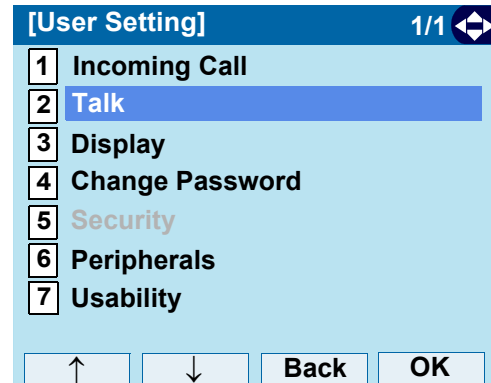 [User Setting] 1/1
1 Incoming Call
2 Talk
3 Display
4 Change Password
5 Security
6 Peripherals
7 Usability
↑ ↓ Back OK